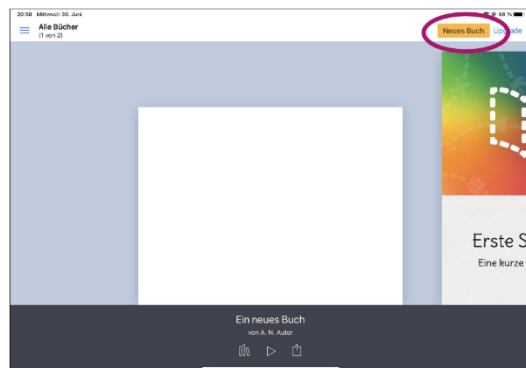 20:58 Mittwoch 30. Juni
98 %
Alle Bücher
(1 von 2)
Neues Buch
Upgrade
Erste S
Eine kurze
Ein neues Buch
von A. N. Autor